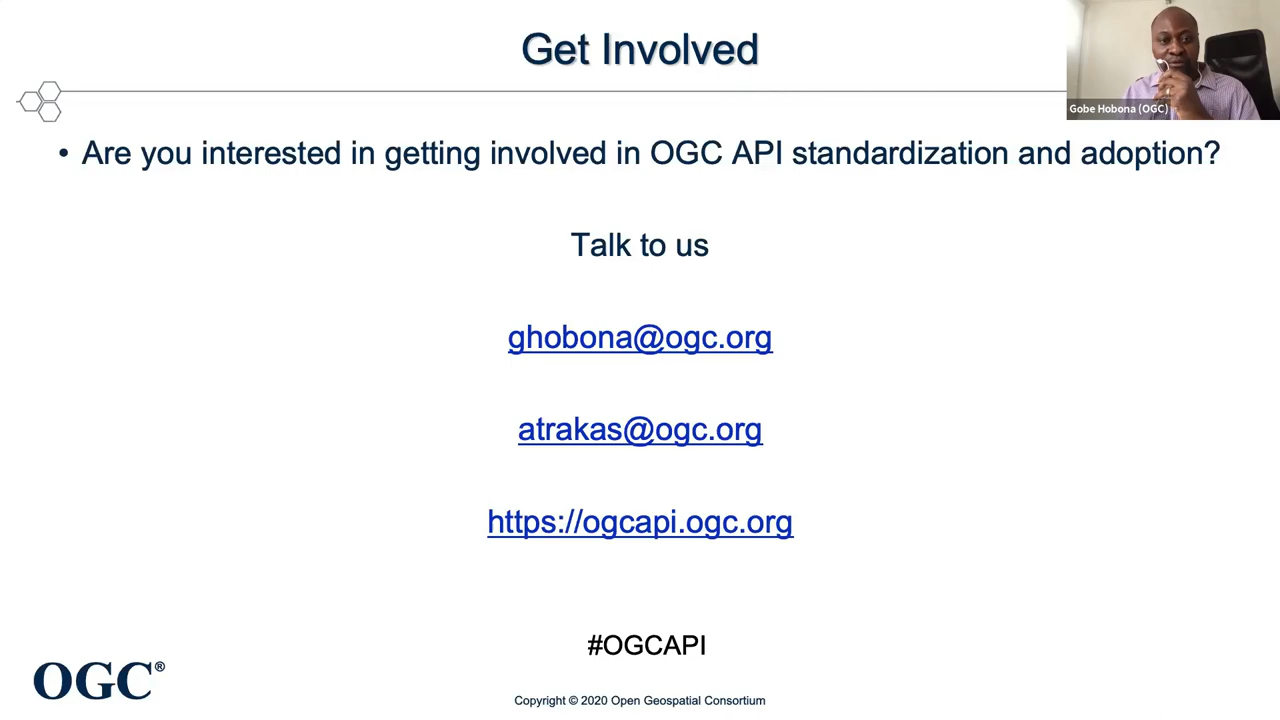 Get Involved
Gobe Hobona (OGC)
• Are you interested in getting involved in OGC API standardization and adoption?
Talk to us
ghobona@ogc.org
atrakas@ogc.org
https://ogcapi.ogc.org
#OGCAPI
OGC®
Copyright © 2020 Open Geospatial Consortium